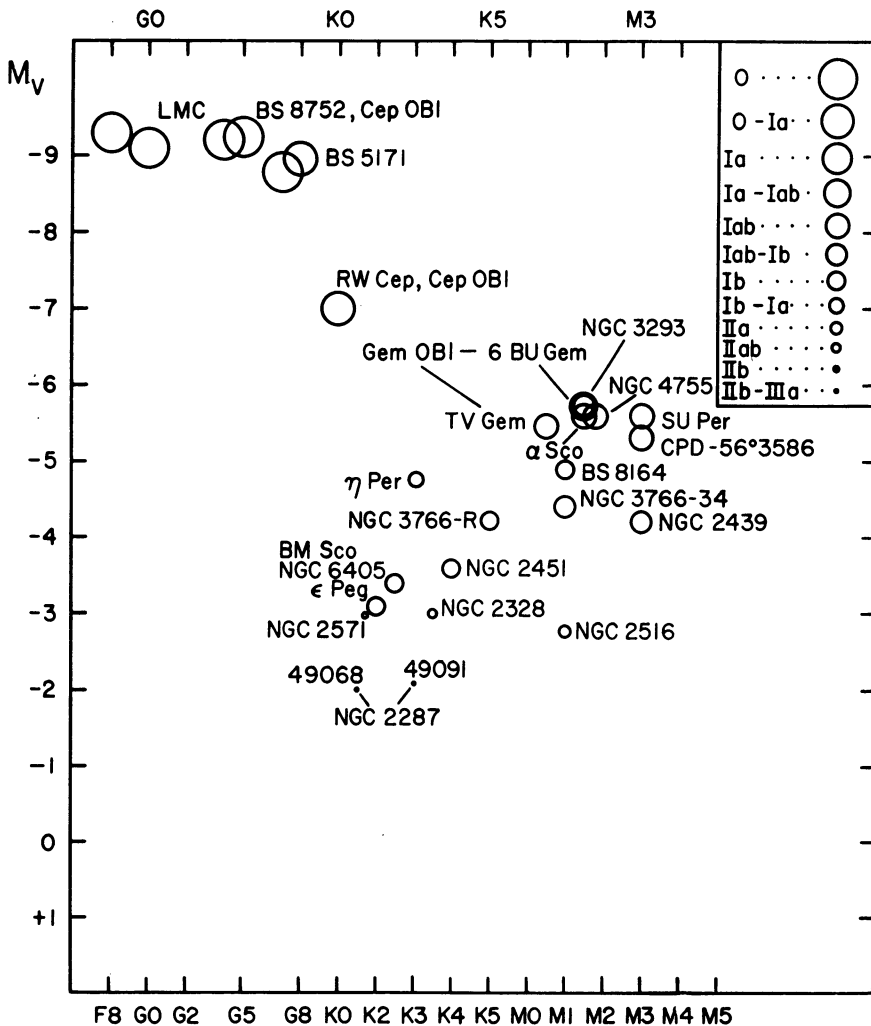 G0 K0 K5 M3
Mv
O ····
O - Ia ·
Ia ····
Ia - Iab ·
Iab ····
Iab-Ib ·
Ib ·····
Ib - Ia ··
IIa ·····
IIab ····
IIb ·····
IIb-IIIa ·
LMC
BS 8752, Cep OB1
BS 5171
RW Cep, Cep OB1
NGC 3293
Gem OB1 — 6 BU Gem
NGC 4755
TV Gem
SU Per
α Sco
CPD -56°3586
BS 8164
η Per
NGC 3766-34
NGC 3766-R
NGC 2439
BM Sco
NGC 6405
NGC 2451
ε Peg
NGC 2328
NGC 2571
NGC 2516
49068
49091
NGC 2287
-9
-8
-7
-6
-5
-4
-3
-2
-1
0
+1
F8 G0 G2 G5 G8 K0 K2 K3 K4 K5 M0 M1 M2 M3 M4 M5